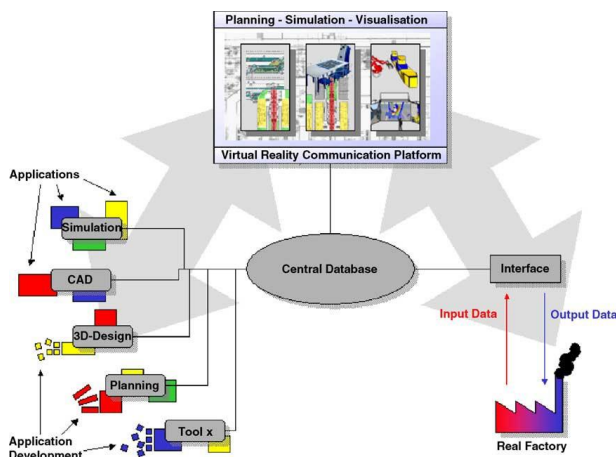 Planning - Simulation - Visualisation
Virtual Reality Communication Platform
Applications
Simulation
CAD
3D-Design
Planning
Tool x
Application
Development
Central Database
Interface
Input Data
Output Data
Real Factory